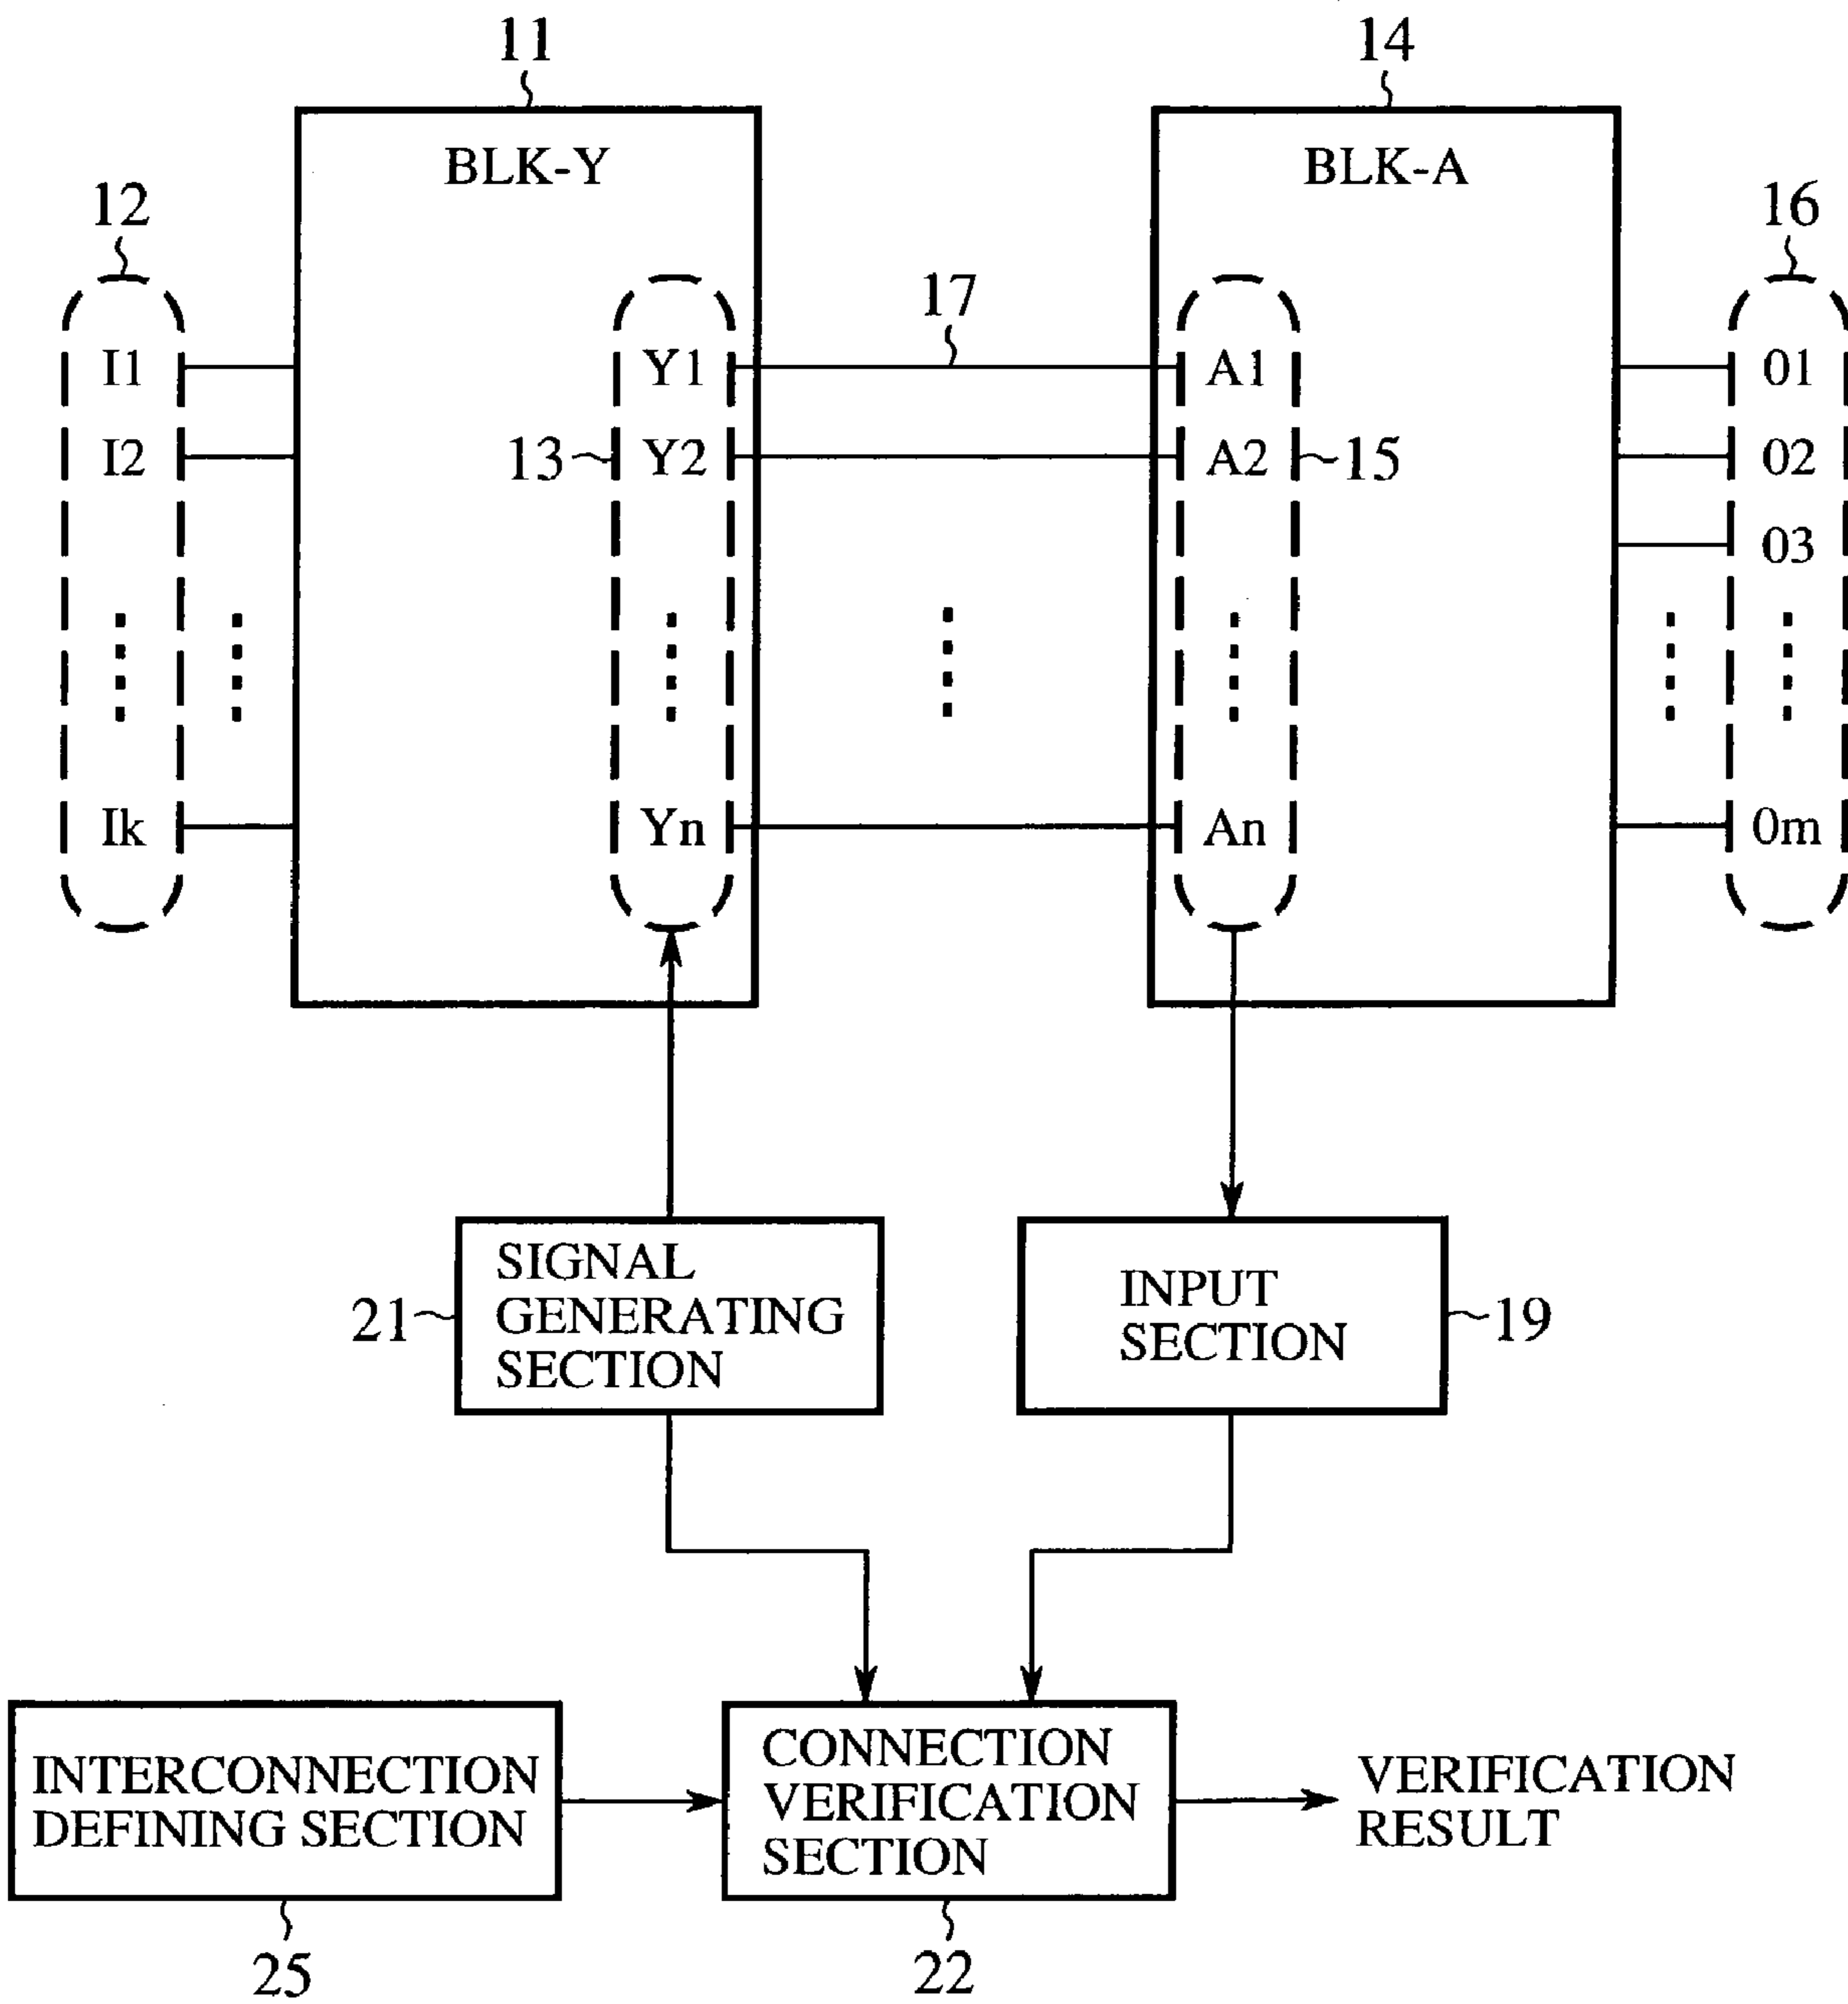 11
14
BLK-Y
BLK-A
12
16
17
I1
Y1
A1
01
I2
13
Y2
A2
15
02
03
Ik
Yn
An
0m
SIGNAL
GENERATING
SECTION
21
INPUT
SECTION
19
INTERCONNECTION
DEFINING SECTION
CONNECTION
VERIFICATION
SECTION
VERIFICATION
RESULT
25
22